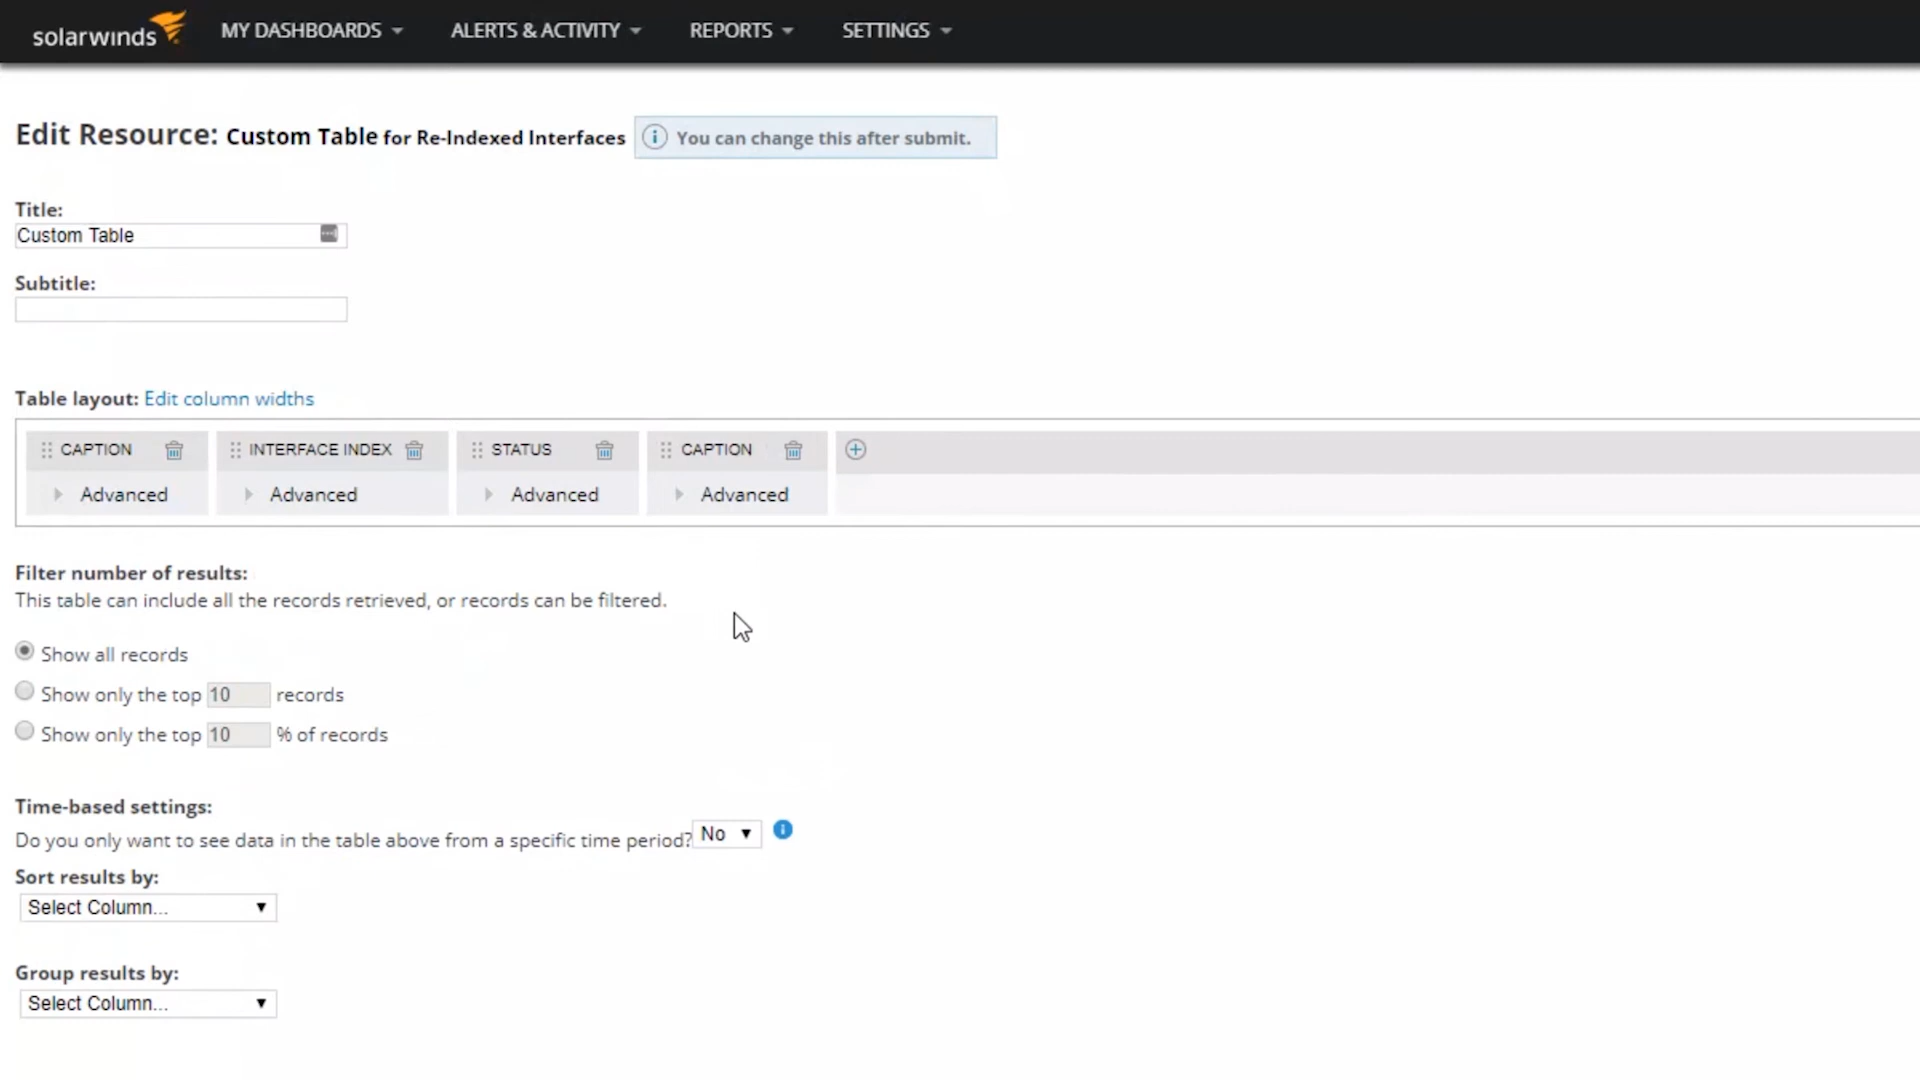 solarwinds MY DASHBOARDS ALERTS & ACTIVITY REPORTS SETTINGS
Edit Resource: Custom Table for Re-Indexed Interfaces You can change this after submit.
Title:
Custom Table
Subtitle:
Table layout: Edit column widths
CAPTION INTERFACE INDEX STATUS CAPTION
Advanced Advanced Advanced Advanced
Filter number of results:
This table can include all the records retrieved, or records can be filtered.
Show all records
Show only the top 10 records
Show only the top 10 % of records
Time-based settings:
Do you only want to see data in the table above from a specific time period? No
Sort results by:
Select Column...
Group results by:
Select Column...